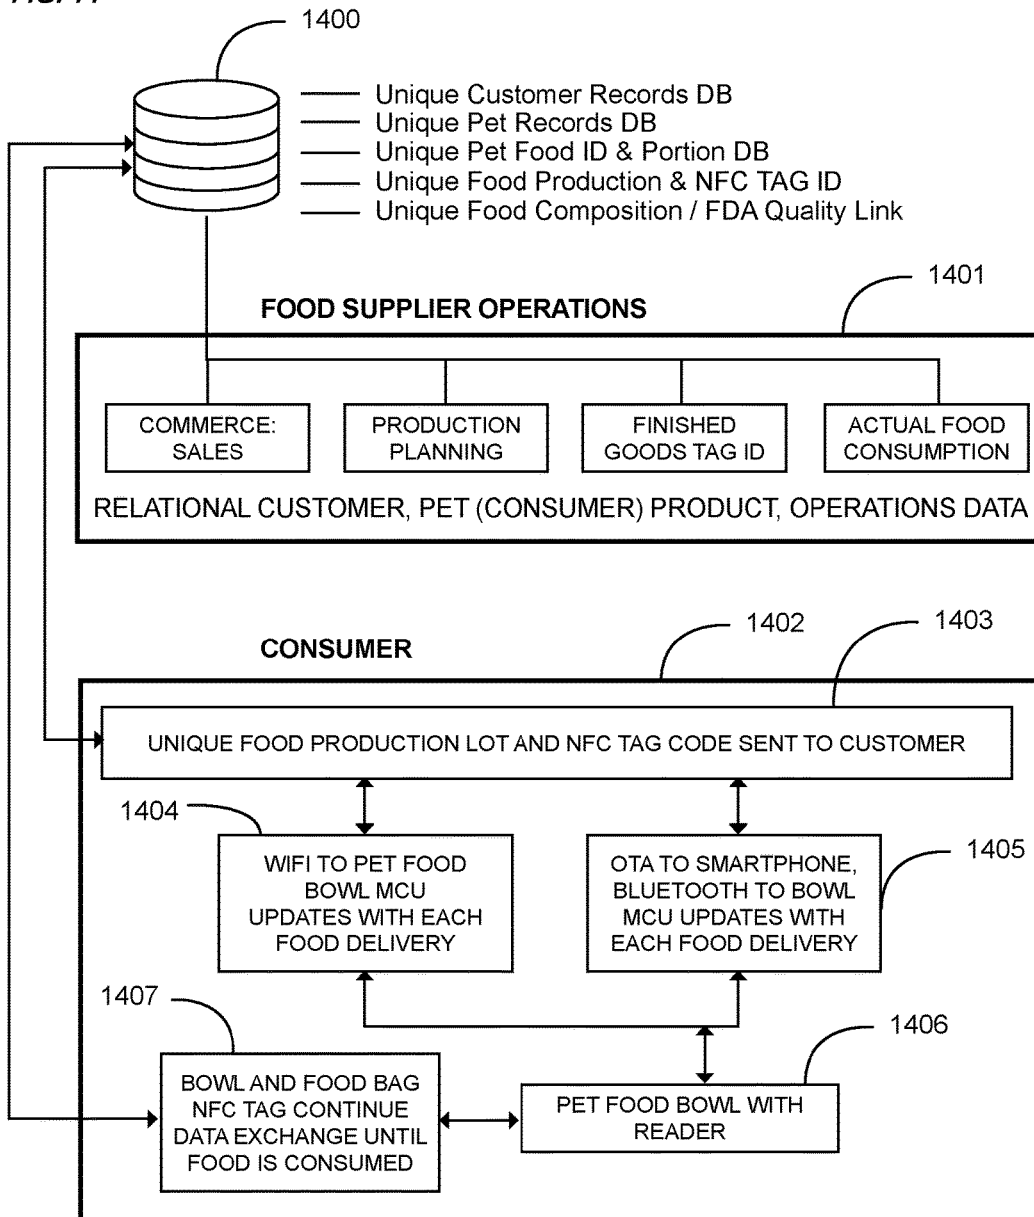 1400
Unique Customer Records DB
Unique Pet Records DB
Unique Pet Food ID & Portion DB
Unique Food Production & NFC TAG ID
Unique Food Composition / FDA Quality Link
1401
FOOD SUPPLIER OPERATIONS
COMMERCE:
SALES
PRODUCTION
PLANNING
FINISHED
GOODS TAG ID
ACTUAL FOOD
CONSUMPTION
RELATIONAL CUSTOMER, PET (CONSUMER) PRODUCT, OPERATIONS DATA
1402
1403
CONSUMER
UNIQUE FOOD PRODUCTION LOT AND NFC TAG CODE SENT TO CUSTOMER
1404
WIFI TO PET FOOD
BOWL MCU
UPDATES WITH EACH
FOOD DELIVERY
OTA TO SMARTPHONE,
BLUETOOTH TO BOWL
MCU UPDATES WITH
EACH FOOD DELIVERY
1405
1407
BOWL AND FOOD BAG
NFC TAG CONTINUE
DATA EXCHANGE UNTIL
FOOD IS CONSUMED
PET FOOD BOWL WITH
READER
1406